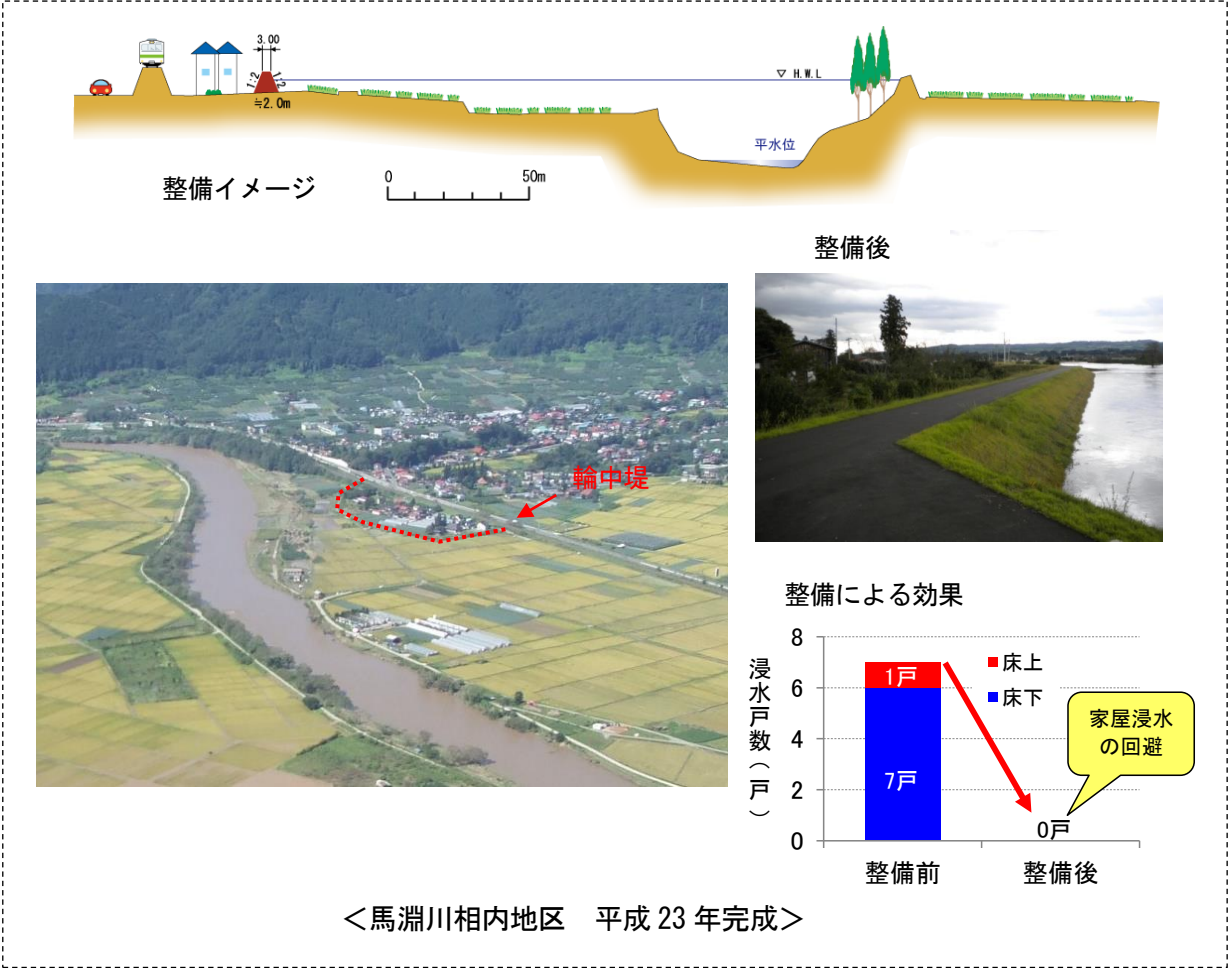 3.00
1:2
1:2
≒2.0m
▽ H.W.L
平水位
整備イメージ
0
50m
整備後
輪中堤
整備による効果
浸水戸数(戸)
8
6
4
2
0
1戸
7戸
床上
床下
家屋浸水
の回避
0戸
整備前
整備後
＜馬淵川相内地区　平成 23 年完成＞